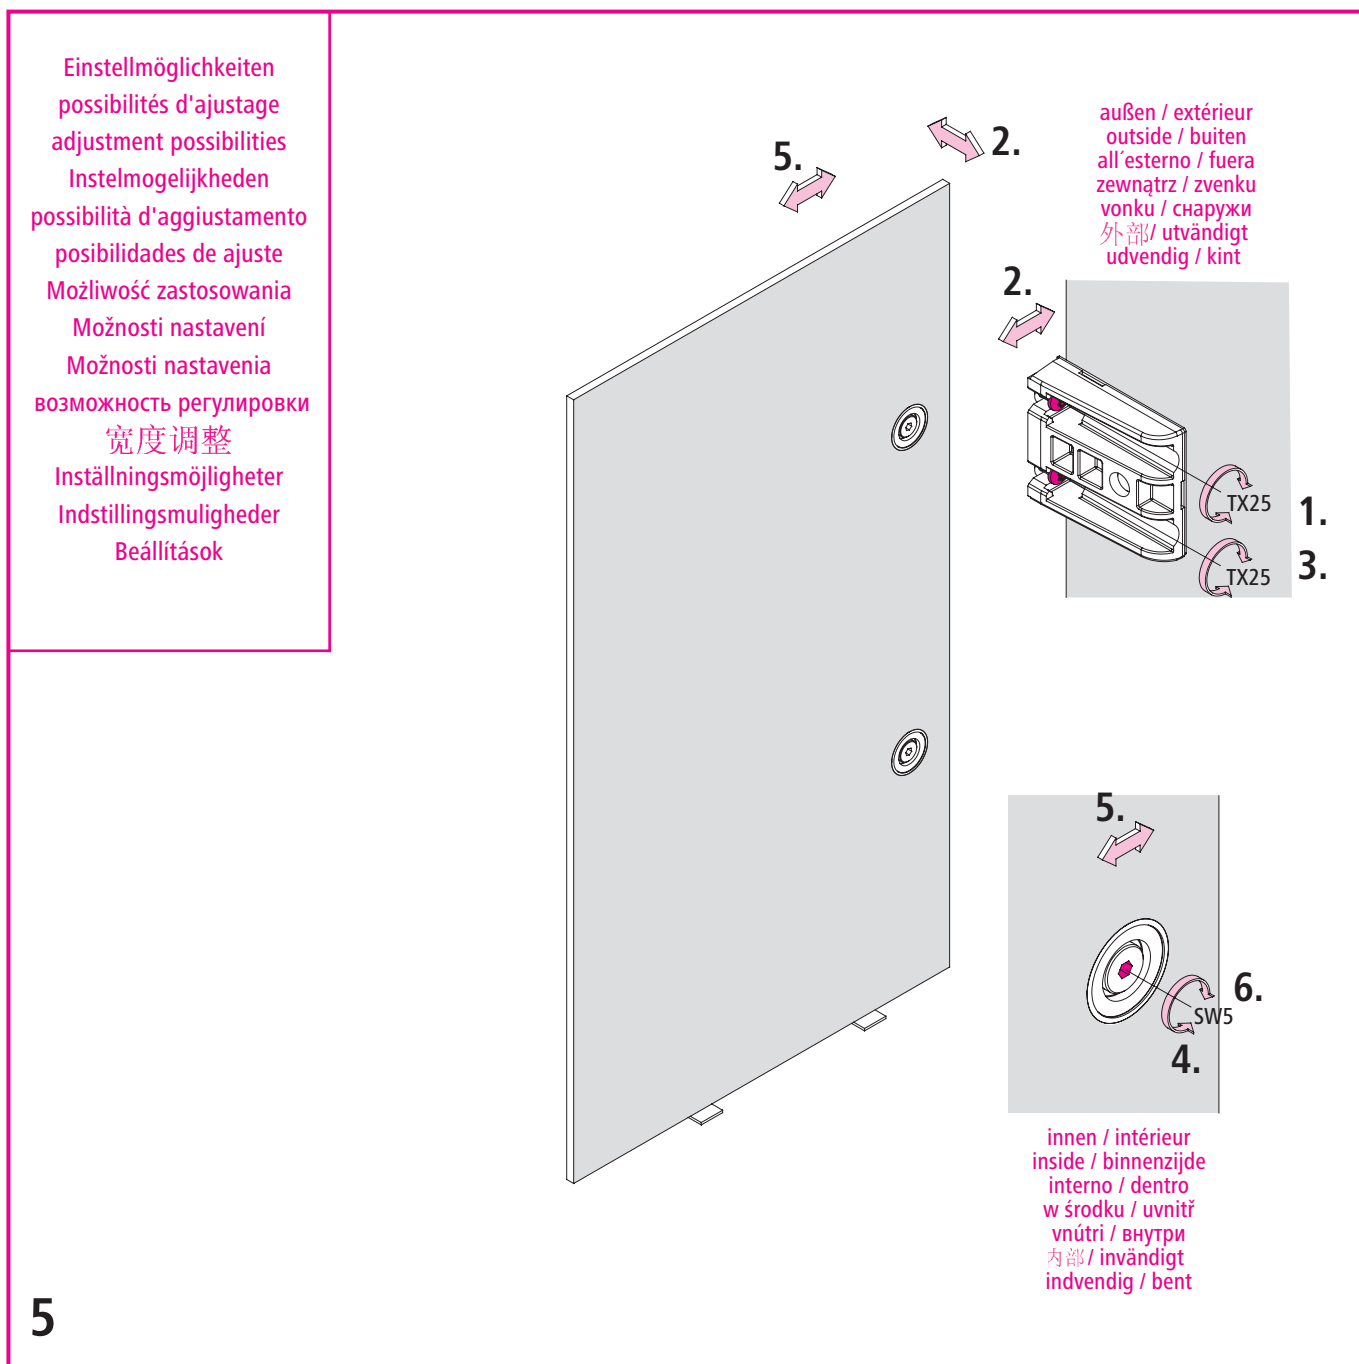 Einstellmöglichkeiten
possibilités d'ajustage
adjustment possibilities
Instelmogelijkheden
possibilità d'aggiustamento
posibilidades de ajuste
Możliwość zastosowania
Možnosti nastavení
Možnosti nastavenia
возможность регулировки
宽度调整
Inställningsmöjligheter
Indstillingsmuligheder
Beállítások
5.
2.
außen / extérieur
outside / buiten
all´esterno / fuera
zewnątrz / zvenku
vonku / снаружи
外部/ utvändigt
udvendig / kint
2.
TX25
1.
TX25
3.
5.
6.
SW5
4.
innen / intérieur
inside / binnenzijde
interno / dentro
w środku / uvnitř
vnútri / внутри
内部/ invändigt
indvendig / bent
5